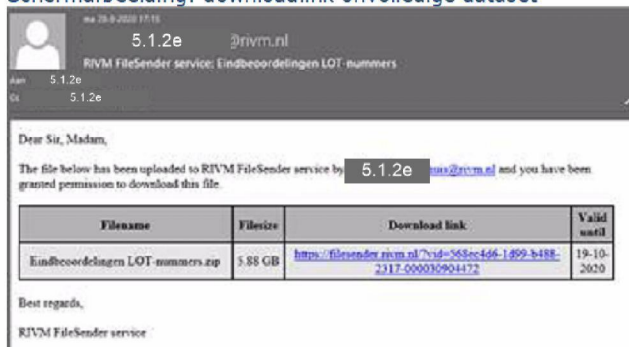 Schermafbeelding: downloadlink onvolledige dataset
ma 28-9-2020 17:15
5.1.2e @rivm.nl
RIVM FileSender service: Eindbeoordelingen LOT-nummers
Aan 5.1.2e
Cc 5.1.2e
Dear Sir, Madam,
The file below has been uploaded to RIVM FileSender service by 5.1.2e @rivm.nl and you have been
granted permission to download this file.
Filename Filesize Download link Valid until
Eindbeoordelingen LOT-nummers.zip 5.88 GB https://filesender.rivm.nl/?vid=568ec4d6-1d99-b488-
2317-000030904472 19-10-
2020
Best regards,
RIVM FileSender service